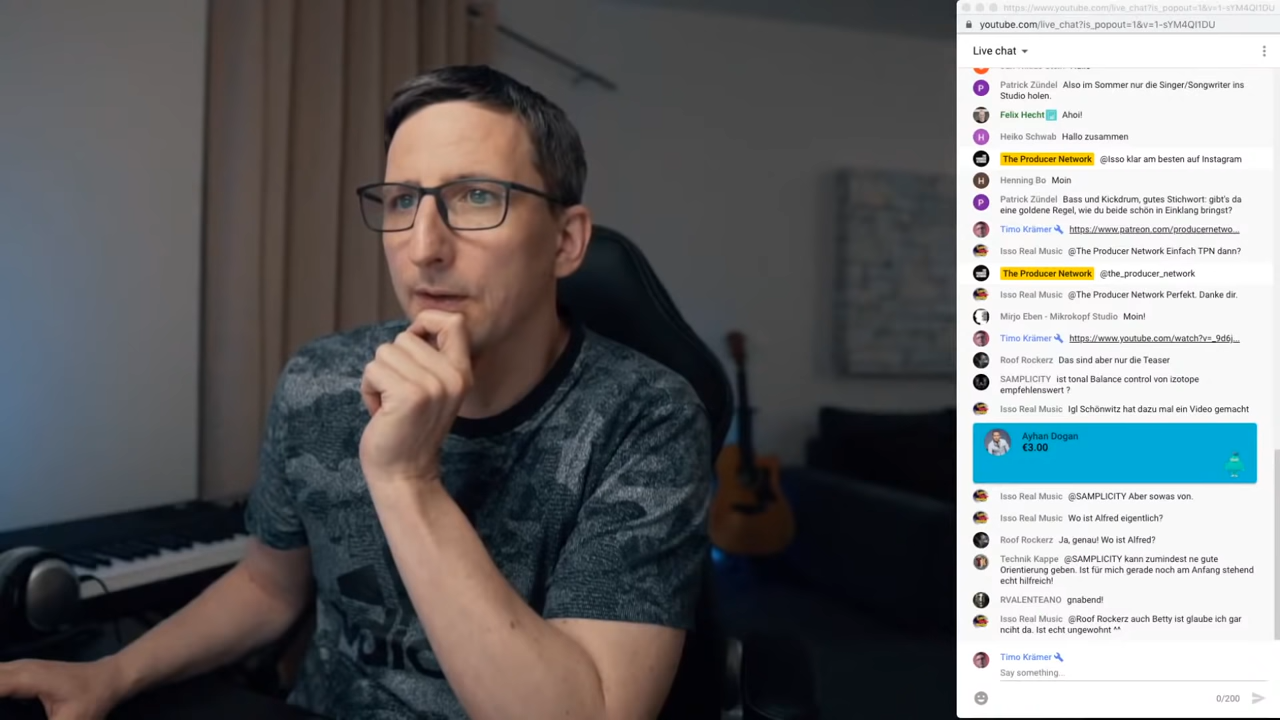 https://www.youtube.com/live_chat?is_popout=1&v=1-sYM4QI1DU
youtube.com/live_chat?is_popout=1&v=1-sYM4QI1DU
Live chat
Patrick Zündel Also im Sommer nur die Singer/Songwriter ins
Studio holen.
Felix Hecht Ahoi!
H
Heiko Schwab Hallo zusammen
The Producer Network @Isso klar am besten auf Instagram
H
Henning Bo Moin
P
Patrick Zündel Bass und Kickdrum, gutes Stichwort: gibt's da
eine goldene Regel, wie du beide schön in Einklang bringst?
Timo Krämer https://www.patreon.com/producernetwo...
Isso Real Music @The Producer Network Einfach TPN dann?
The Producer Network @the_producer_network
Isso Real Music @The Producer Network Perfekt. Danke dir.
Mirjo Eben - Mikrokopf Studio Moin!
Timo Krämer https://www.youtube.com/watch?v=_9d6j...
Roof Rockerz Das sind aber nur die Teaser
SAMPLICITY ist tonal Balance control von izotope
empfehlenswert ?
Isso Real Music Igl Schönwitz hat dazu mal ein Video gemacht
Ayhan Dogan
€3.00
Isso Real Music @SAMPLICITY Aber sowas von.
Isso Real Music Wo ist Alfred eigentlich?
Roof Rockerz Ja, genau! Wo ist Alfred?
Technik Kappe @SAMPLICITY kann zumindest ne gute
Orientierung geben. Ist für mich gerade noch am Anfang stehend
echt hilfreich!
RVALENTEANO gnabend!
Isso Real Music @Roof Rockerz auch Betty ist glaube ich gar
nciht da. Ist echt ungewohnt ^^
Timo Krämer
Say something...
0/200